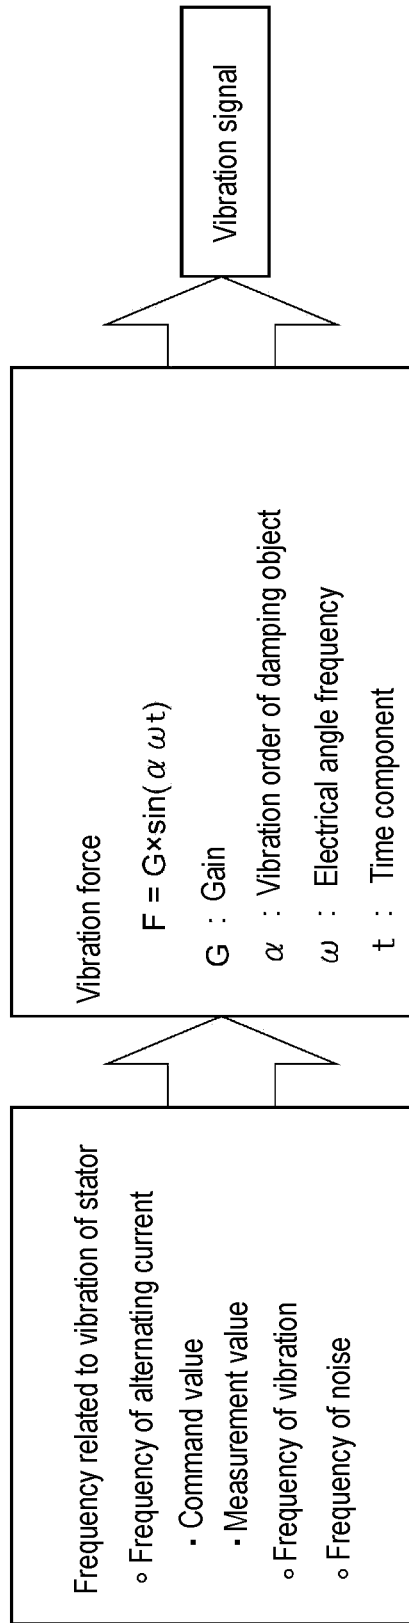 Frequency related to vibration of stator
∘ Frequency of alternating current
・Command value
・Measurement value
∘ Frequency of vibration
∘ Frequency of noise
Vibration force
F = G×sin(α ωt)
G : Gain
α : Vibration order of damping object
ω : Electrical angle frequency
t : Time component
Vibration signal